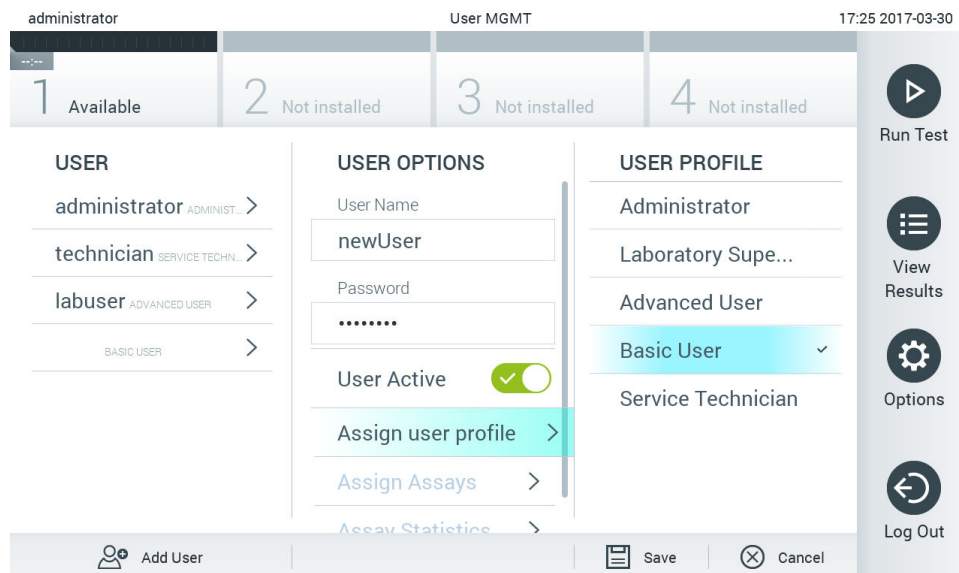 administrator
User MGMT
17:25 2017-03-30
--:--
1 Available
2 Not installed
3 Not installed
4 Not installed
USER
administrator ADMINIST...
technician SERVICE TECHN...
labuser ADVANCED USER
BASIC USER
USER OPTIONS
User Name
newUser
Password
••••••••
User Active
Assign user profile
Assign Assays
Assay Statistics
USER PROFILE
Administrator
Laboratory Supe...
Advanced User
Basic User
Service Technician
Run Test
View
Results
Options
Log Out
Add User
Save
Cancel